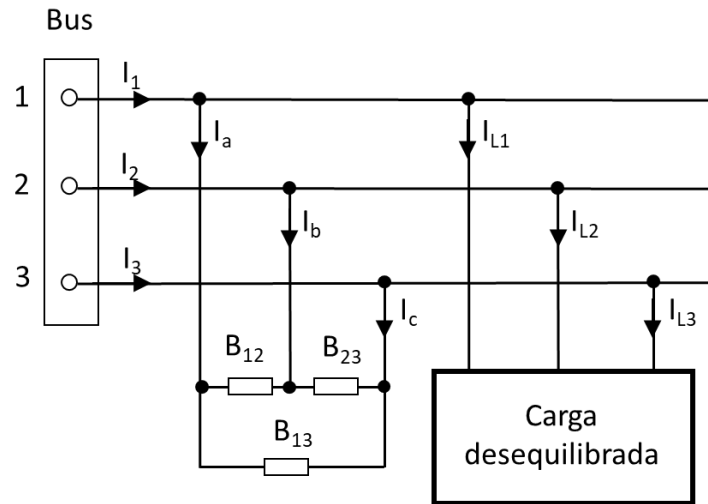 Bus
1
I1
Ia
IL1
2
I2
Ib
IL2
3
I3
Ic
IL3
B12
B23
B13
Carga
desequilibrada